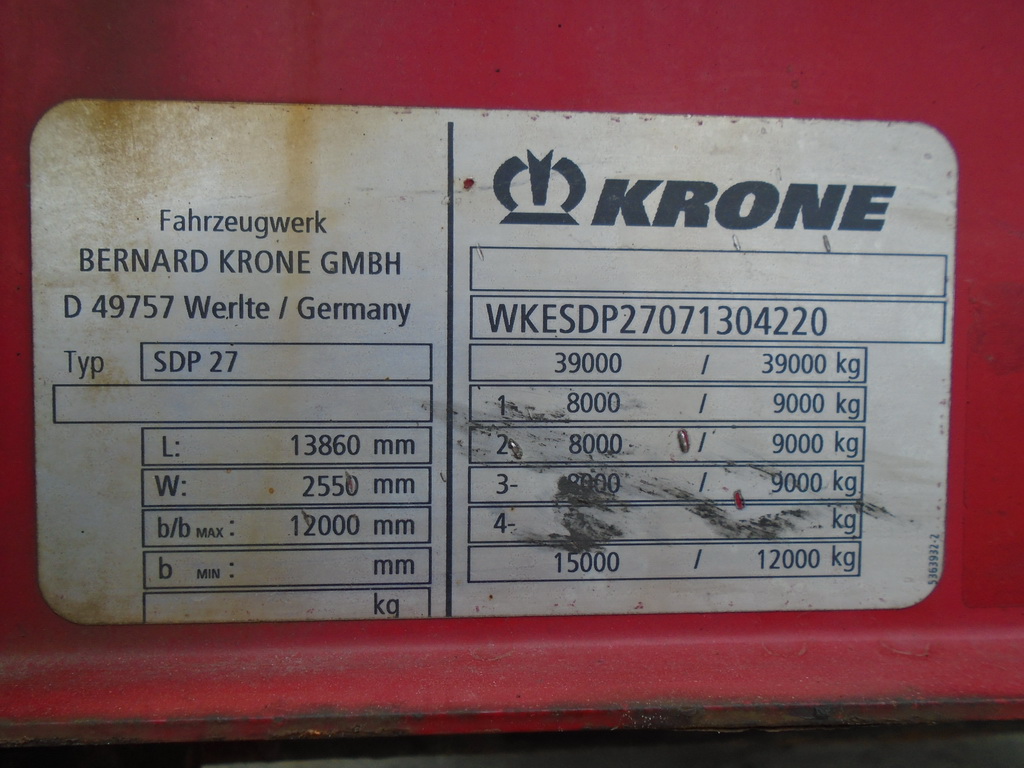 Fahrzeugwerk
BERNARD KRONE GMBH
D 49757 Werlte / Germany
Typ SDP 27
L: 13860 mm
W: 2550 mm
b/b MAX : 12000 mm
b MIN : mm
kg
KRONE
WKESDP27071304220
39000 / 39000 kg
1- 8000 / 9000 kg
2- 8000 / 9000 kg
3- 8000 / 9000 kg
4- kg
15000 / 12000 kg
5363932-2